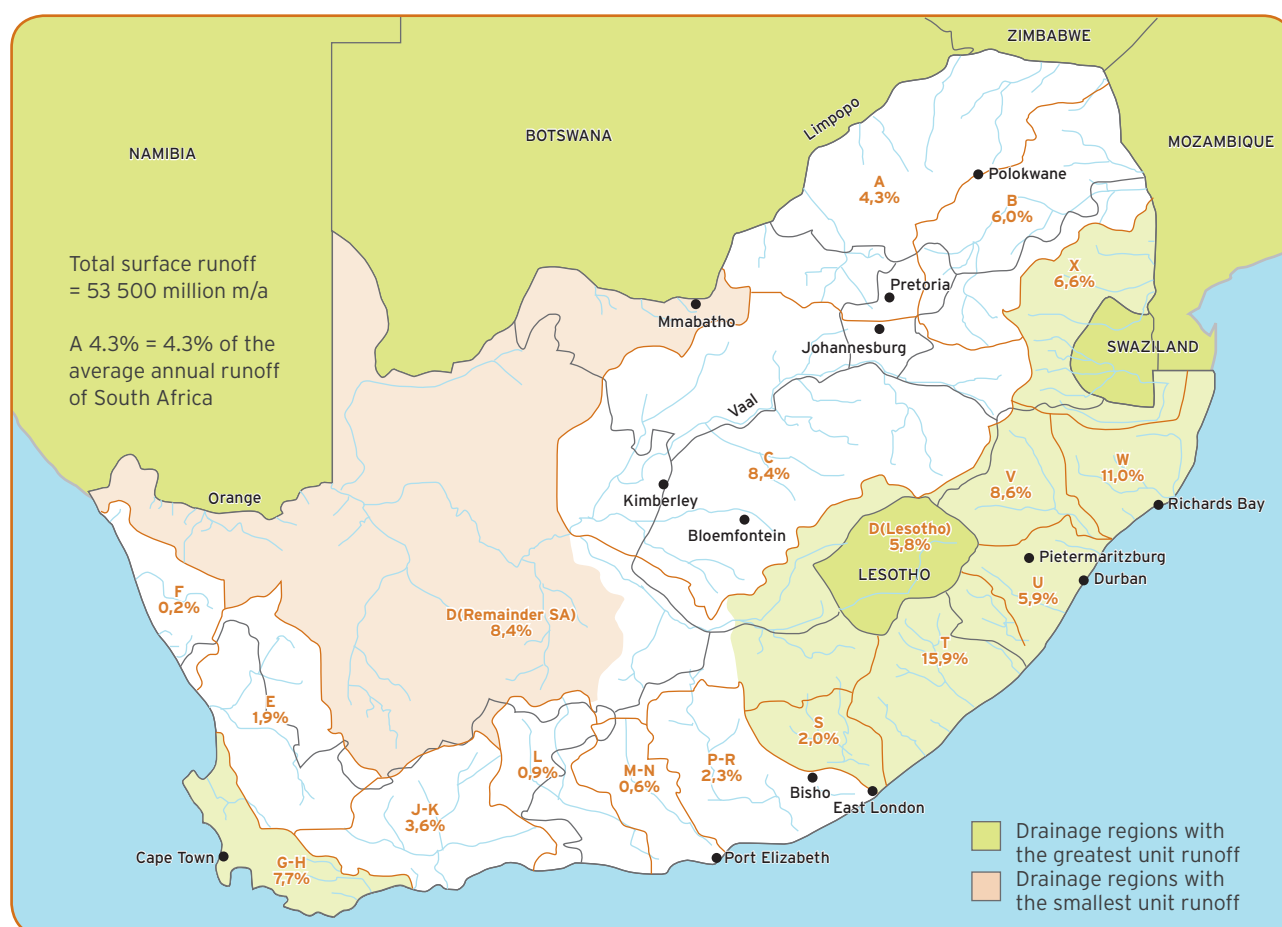 ZIMBABWE
NAMIBIA
BOTSWANA
Limpopo
MOZAMBIQUE
A
4,3%
Polokwane
B
6,0%
Total surface runoff
= 53 500 million m/a
A 4.3% = 4.3% of the
average annual runoff
of South Africa
X
6,6%
Pretoria
Mmabatho
Johannesburg
SWAZILAND
Vaal
C
8,4%
W
11,0%
V
8,6%
Orange
Kimberley
Richards Bay
Bloemfontein
D(Lesotho)
5,8%
LESOTHO
Pietermaritzburg
Durban
U
5,9%
F
0,2%
D(Remainder SA)
8,4%
T
15,9%
E
1,9%
S
2,0%
L
0,9%
M-N
0,6%
P-R
2,3%
Bisho
East London
J-K
3,6%
Cape Town
G-H
7,7%
Port Elizabeth
Drainage regions with
the greatest unit runoff
Drainage regions with
the smallest unit runoff